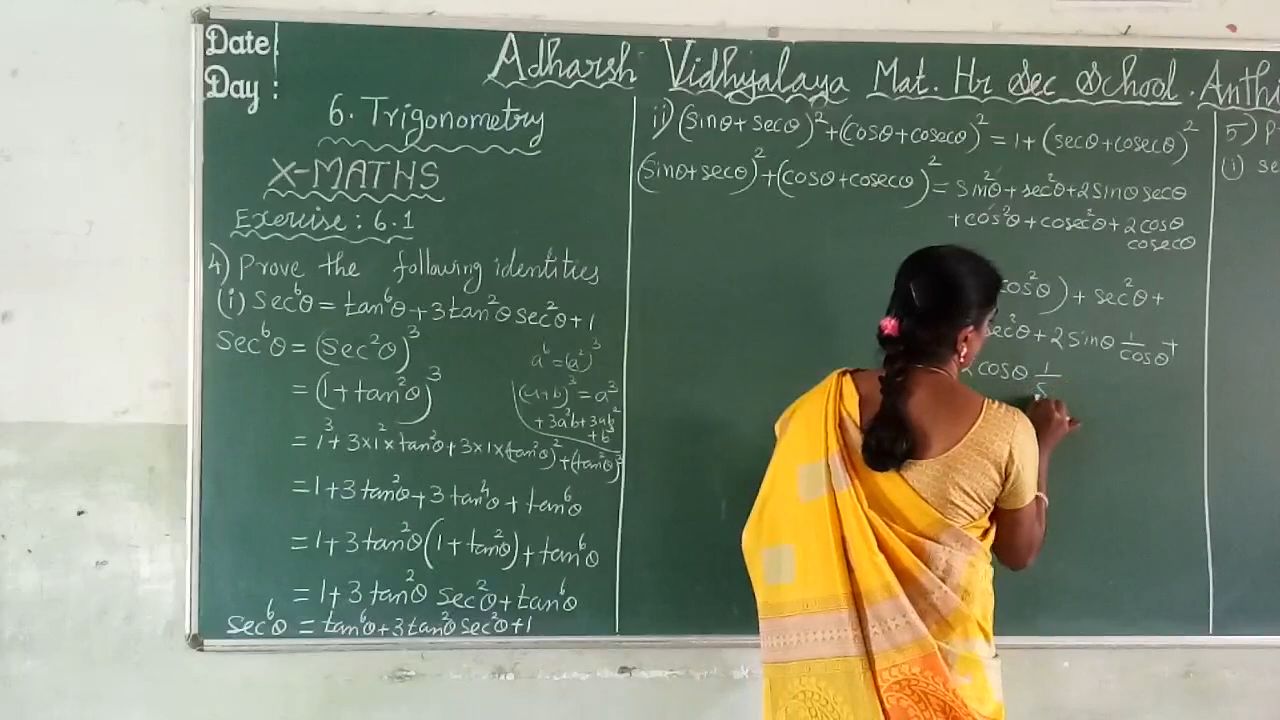 Date
Day :
Adharsh Vidhyalaya Mat. Hr Sec School. Anthi
6. Trigonometry
X-MATHS
Exercise : 6.1
4) Prove the following identities
(i) sec⁶θ = tan⁶θ + 3tan²θ sec²θ + 1
sec⁶θ = (sec²θ)³
= (1 + tan²θ)³
a⁶ = (a²)³
(a+b)³ = a³
+ 3a²b + 3ab²
+ b³
= 1³ + 3×1²×tan²θ + 3×1×(tan²θ)² + (tan²θ)³
= 1 + 3tan²θ + 3tan⁴θ + tan⁶θ
= 1 + 3tan²θ(1 + tan²θ) + tan⁶θ
= 1 + 3tan²θ sec²θ + tan⁶θ
sec⁶θ = tan⁶θ + 3tan²θ sec²θ + 1
ii) (sinθ + secθ)² + (cosθ + cosecθ)² = 1 + (secθ + cosecθ)²
(sinθ + secθ)² + (cosθ + cosecθ)² = sin²θ + sec²θ + 2sinθ secθ
+ cos²θ + cosec²θ + 2cosθ
cosecθ
cos²θ) + sec²θ +
sec²θ + 2sinθ 1/cosθ +
2cosθ 1/s
5) P
(i) se